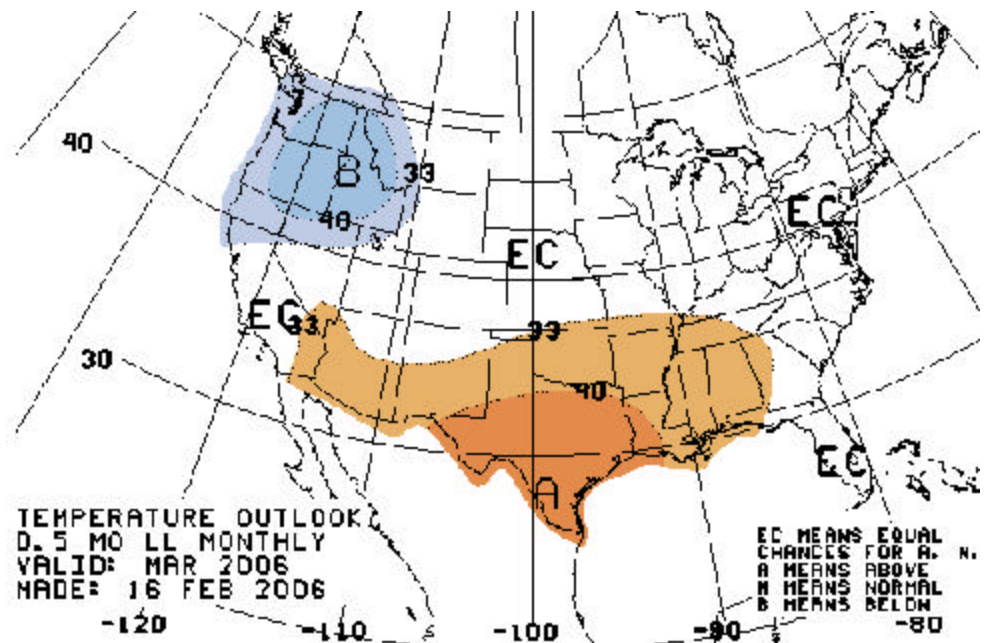 40
B
33
40
EC
EC
EC
33
33
30
40
EC
A
TEMPERATURE OUTLOOK
0.5 MO LL MONTHLY
VALID: MAR 2006
MADE: 16 FEB 2006
EC MEANS EQUAL
CHANCES FOR A, N,
A MEANS ABOVE
N MEANS NORMAL
B MEANS BELOW
-120
-110
-100
-90
-80